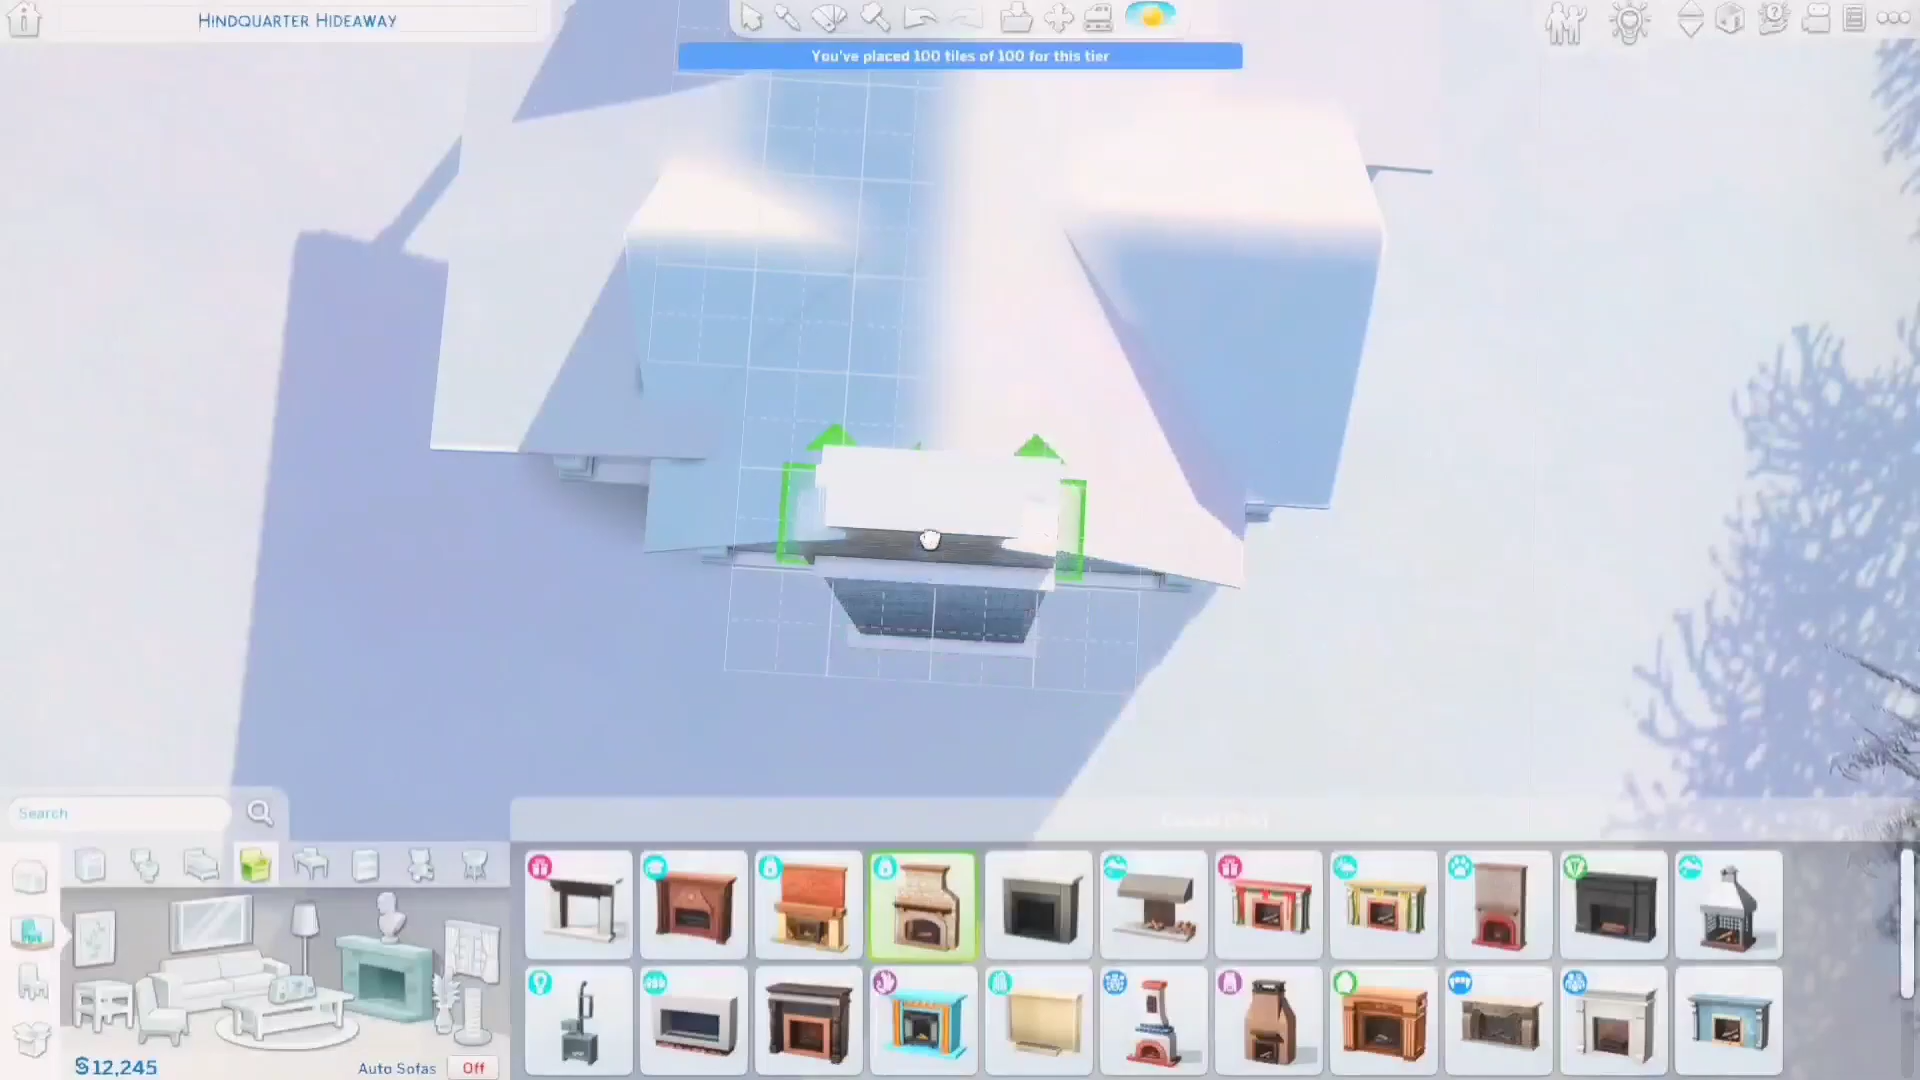 Hindquarter Hideaway
You've placed 100 tiles of 100 for this tier
Search
§12,245
Auto Sofas
Off